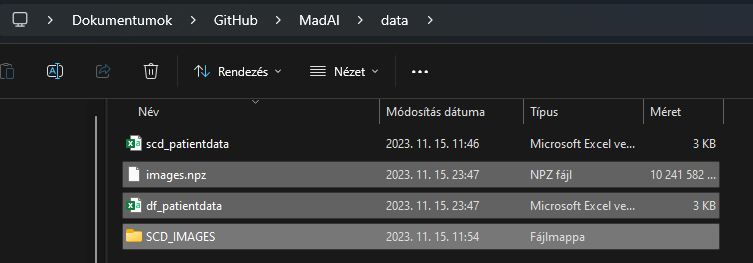 Dokumentumok > GitHub > MadAI > data >
Rendezés Nézet ...
Név Módosítás dátuma Típus Méret
scd_patientdata 2023. 11. 15. 11:46 Microsoft Excel ve... 3 KB
images.npz 2023. 11. 15. 23:47 NPZ fájl 10 241 582 ...
df_patientdata 2023. 11. 15. 23:47 Microsoft Excel ve... 3 KB
SCD_IMAGES 2023. 11. 15. 11:54 Fájlmappa